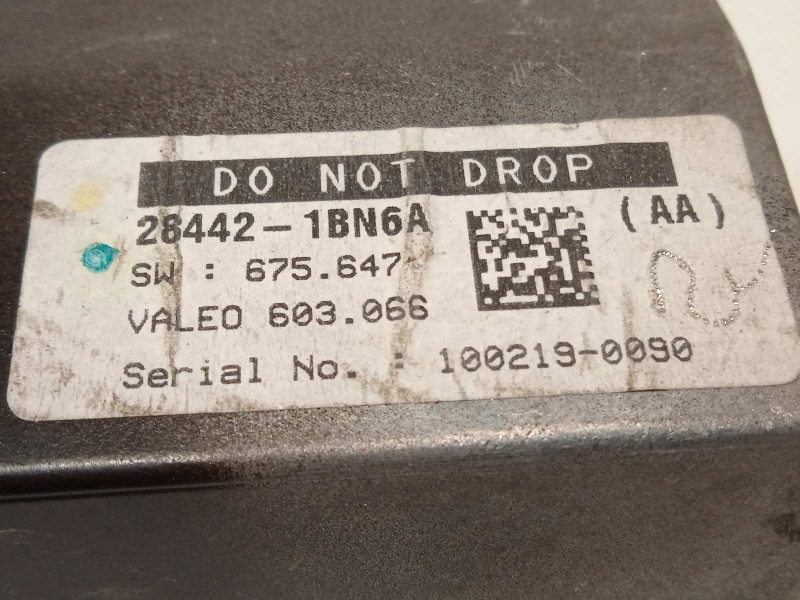 DO NOT DROP
28442-1BN6A (AA)
SW : 675.647
VALEO 603.066
Serial No. : 100219-0090